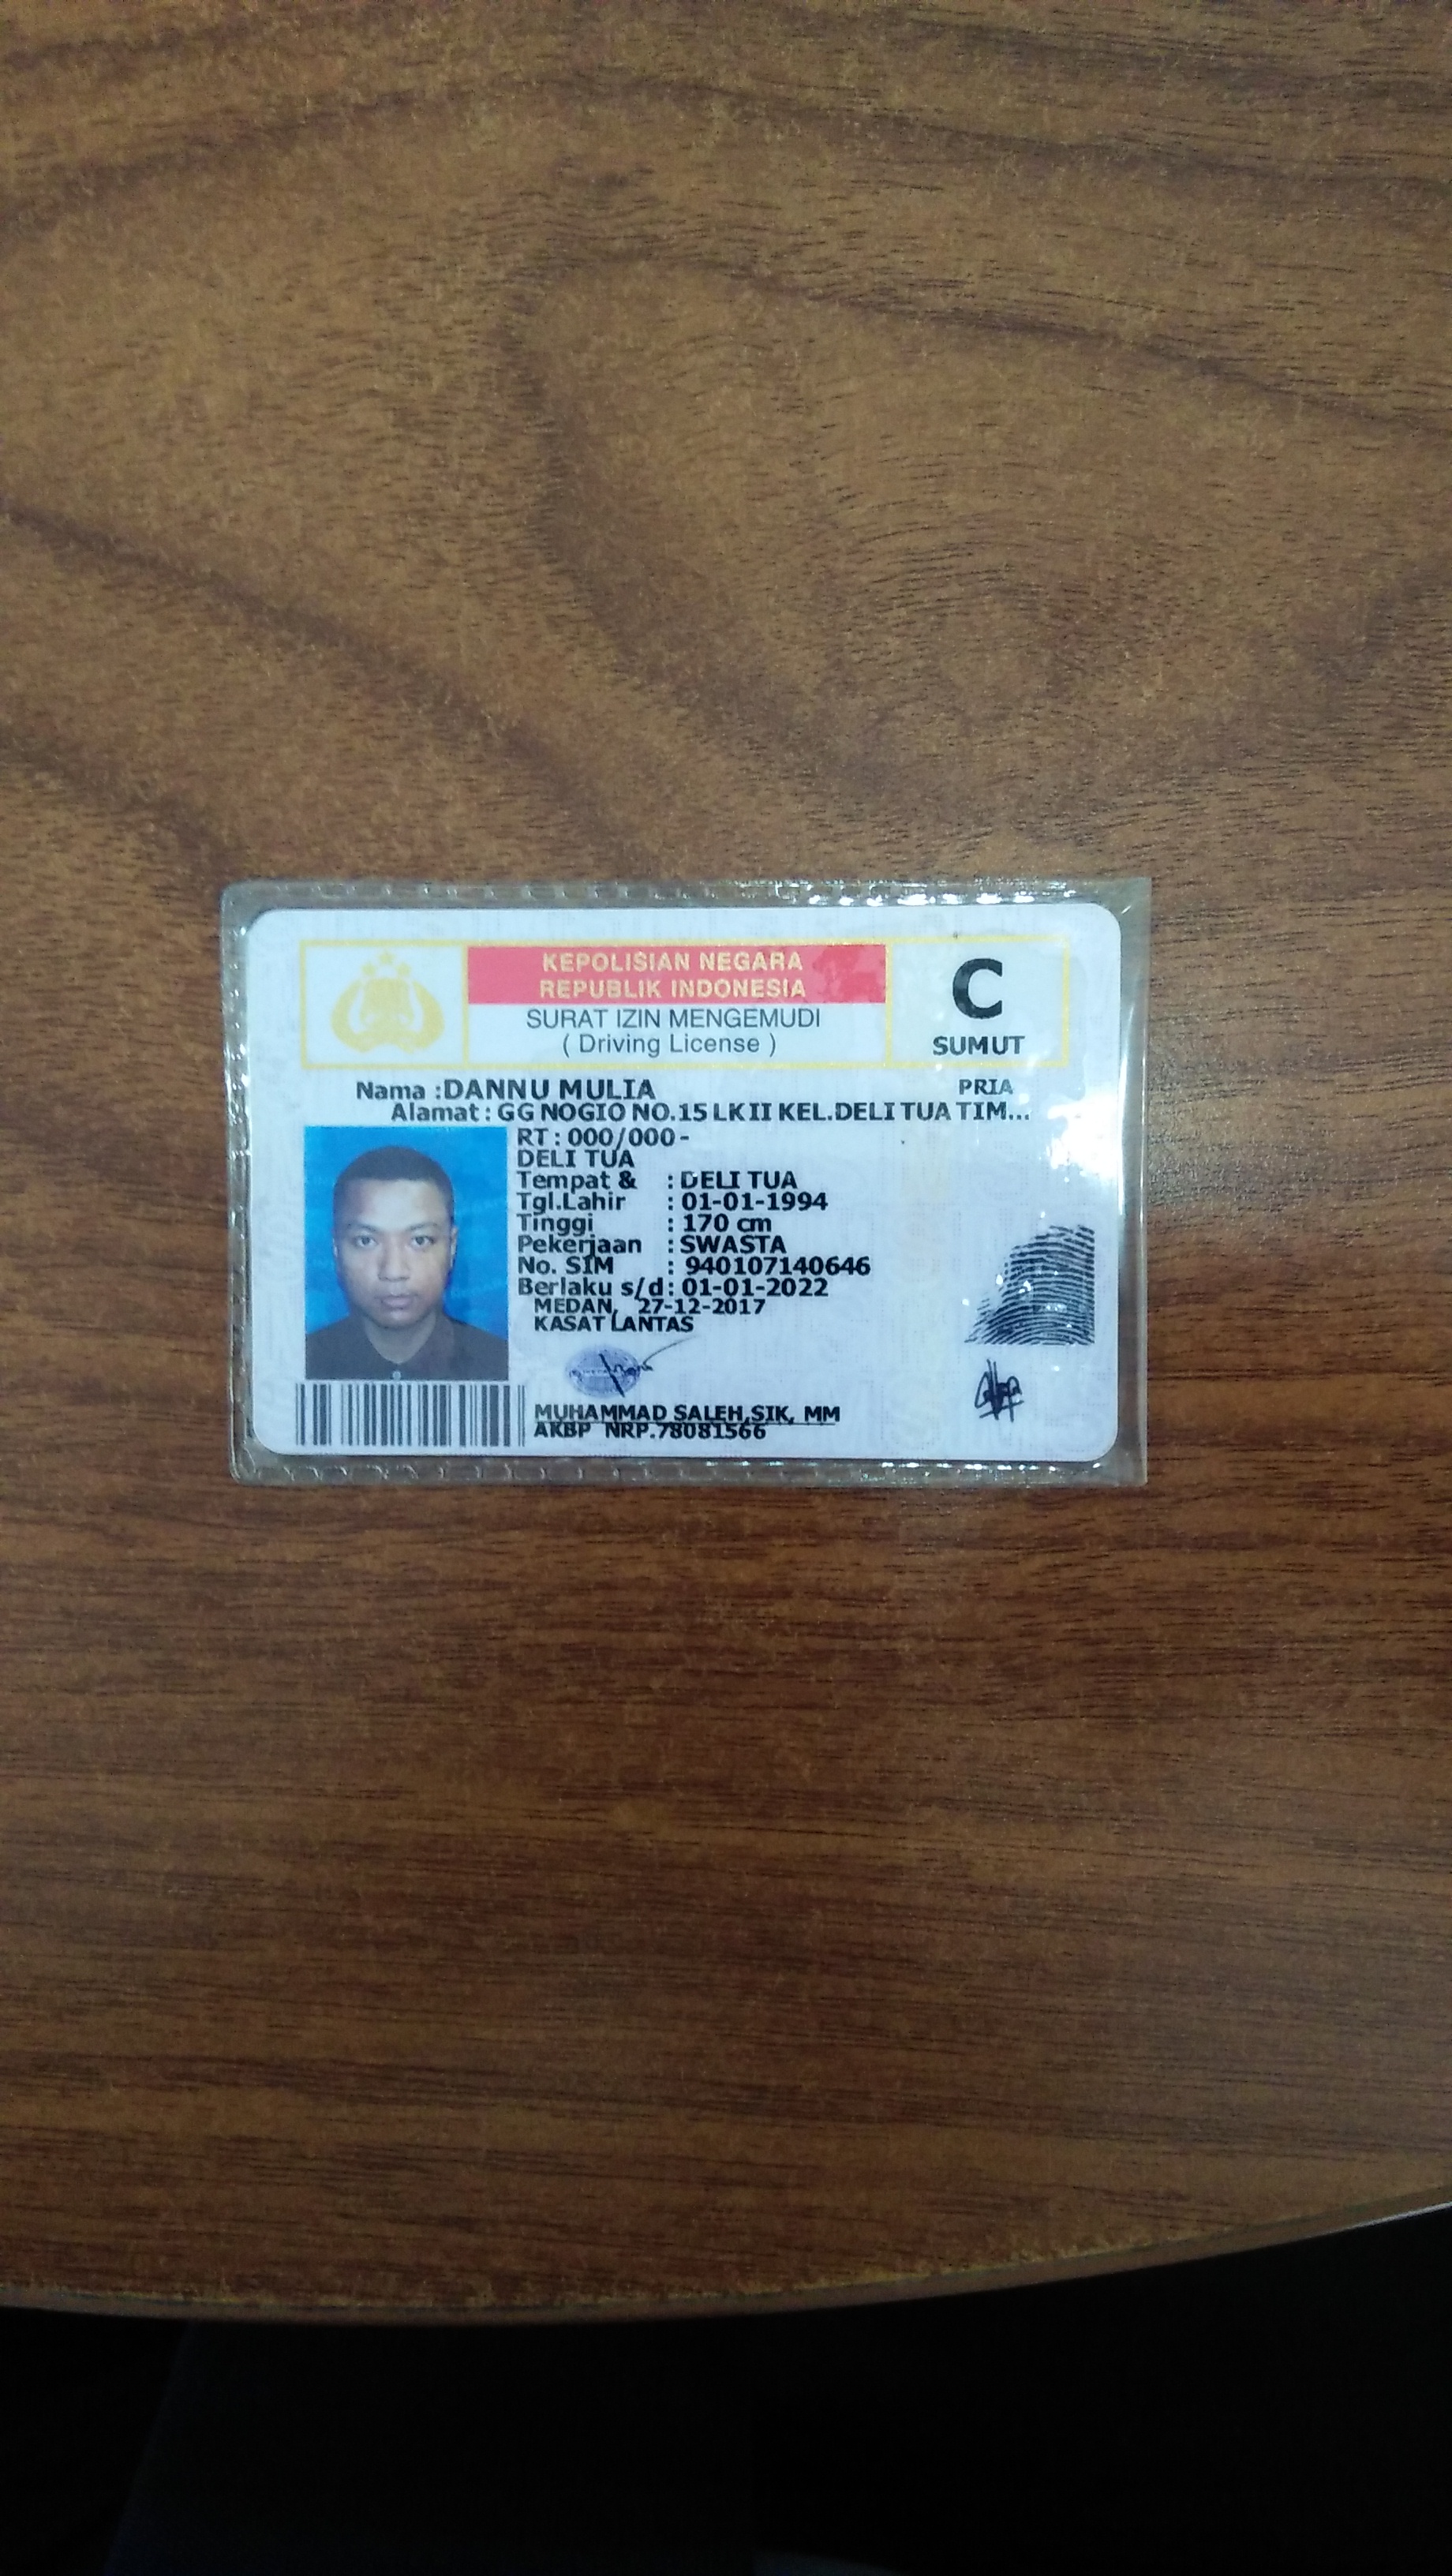 KEPOLISIAN NEGARA
REPUBLIK INDONESIA
SURAT IZIN MENGEMUDI
( Driving License )
C
SUMUT
Nama :DANNU MULIA PRIA
Alamat : GG NOGIO NO.15 LK II KEL.DELI TUA TIM...
RT : 000/000 -
DELI TUA
Tempat & : DELI TUA
Tgl.Lahir : 01-01-1994
Tinggi : 170 cm
Pekerjaan : SWASTA
No. SIM : 940107140646
Berlaku s/d : 01-01-2022
MEDAN, 27-12-2017
KASAT LANTAS
MUHAMMAD SALEH,SIK, MM
AKBP NRP.78081566